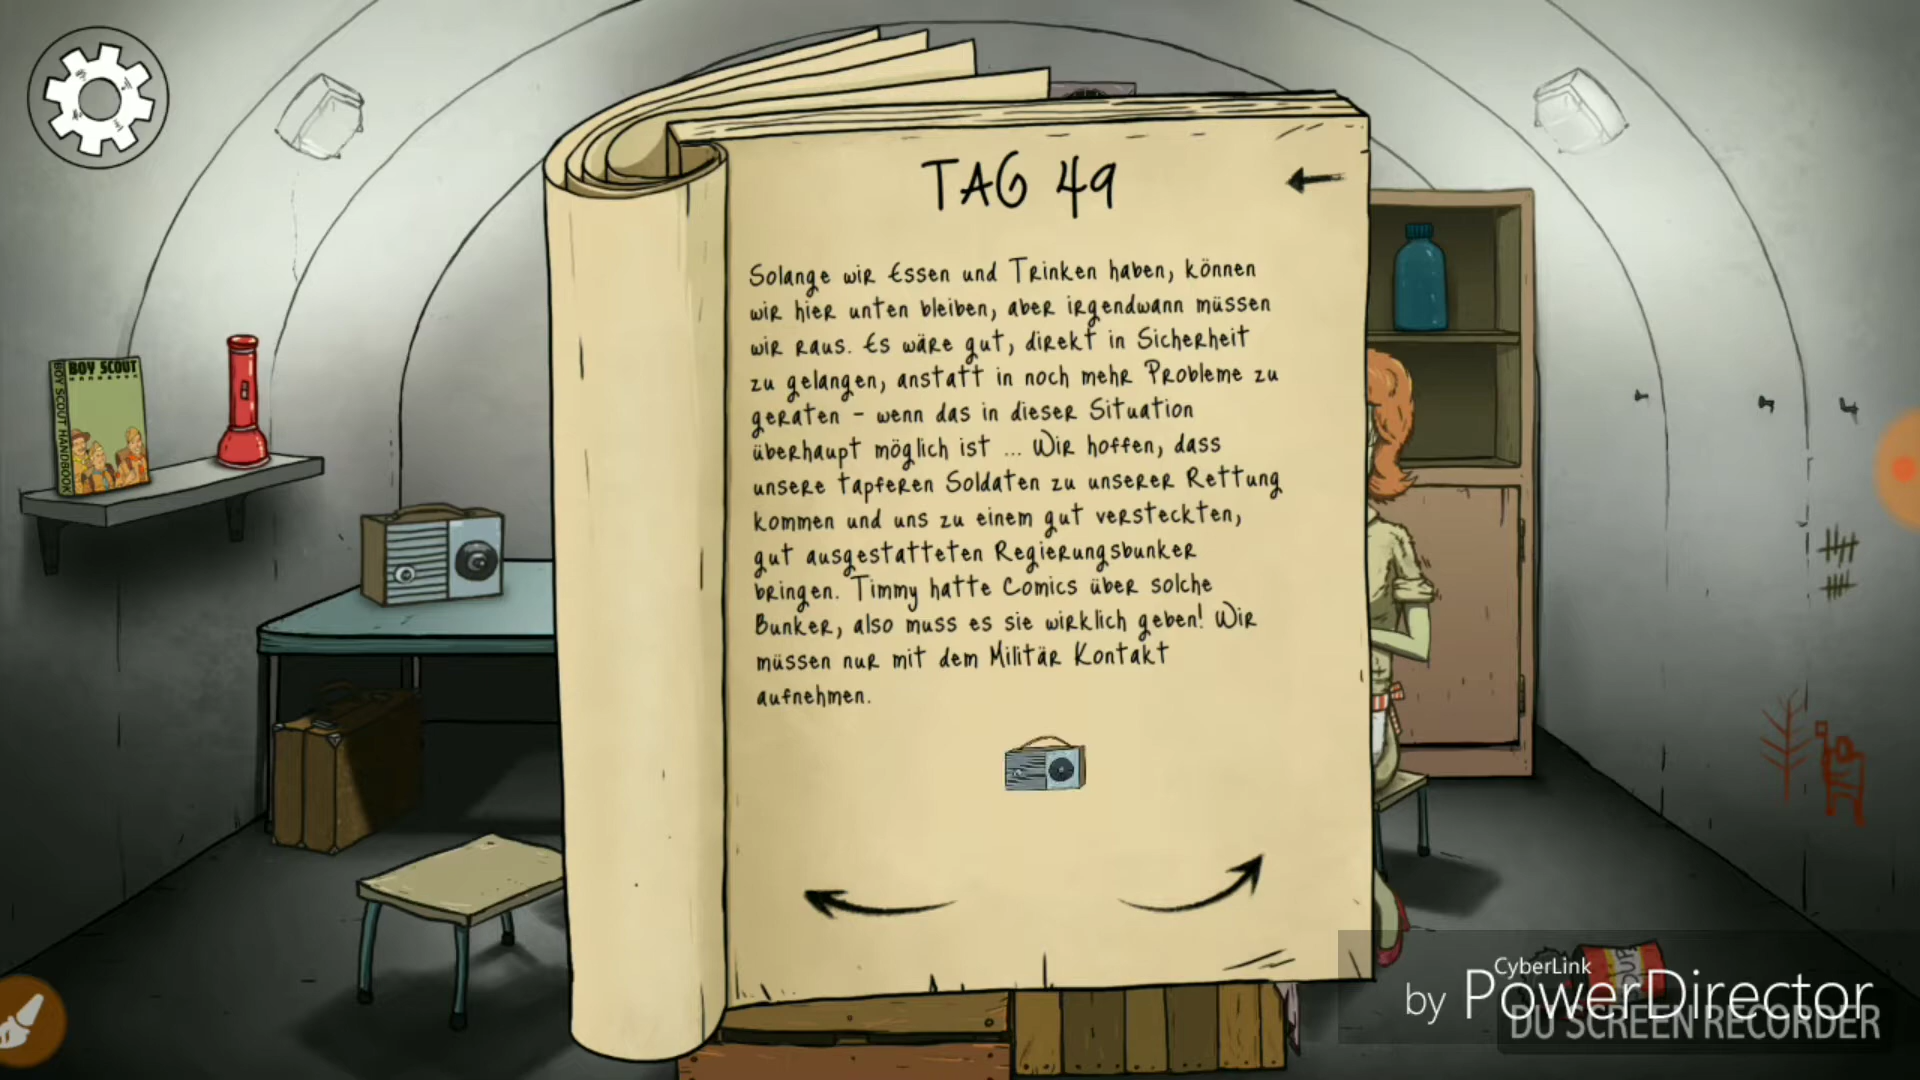 TAG 49
Solange wir Essen und Trinken haben, können
wir hier unten bleiben, aber irgendwann müssen
wir raus. Es wäre gut, direkt in Sicherheit
zu gelangen, anstatt in noch mehr Probleme zu
geraten - wenn das in dieser Situation
überhaupt möglich ist ... Wir hoffen, dass
unsere tapferen Soldaten zu unserer Rettung
kommen und uns zu einem gut versteckten,
gut ausgestatteten Regierungsbunker
bringen. Timmy hatte Comics über solche
Bunker, also muss es sie wirklich geben! Wir
müssen nur mit dem Militär Kontakt
aufnehmen.
BOY SCOUT
HANDBOOK
BOY SCOUT HANDBOOK
SOUP
CyberLink
by PowerDirector
DU SCREEN RECORDER